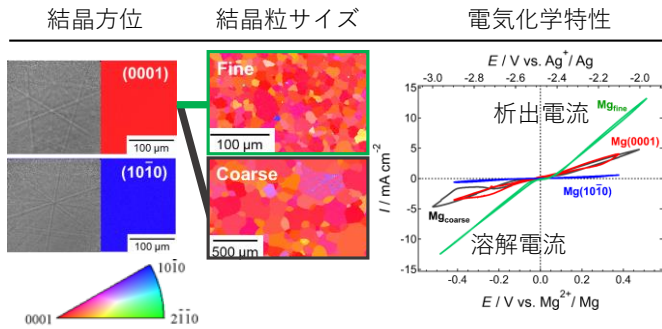 結晶方位
結晶粒サイズ
電気化学特性
(0001)
100 μm
(101̄0)
100 μm
101̄0
0001
21̄1̄0
Fine
100 μm
Coarse
500 μm
E / V vs. Ag⁺/ Ag
-3.0 -2.8 -2.6 -2.4 -2.2 -2.0
15
10
5
0
-5
-10
-15
I / mA cm⁻²
析出電流
Mg_fine
Mg(0001)
Mg(101̄0)
Mg_coarse
溶解電流
-0.4 -0.2 0.0 0.2 0.4
E / V vs. Mg²⁺/ Mg